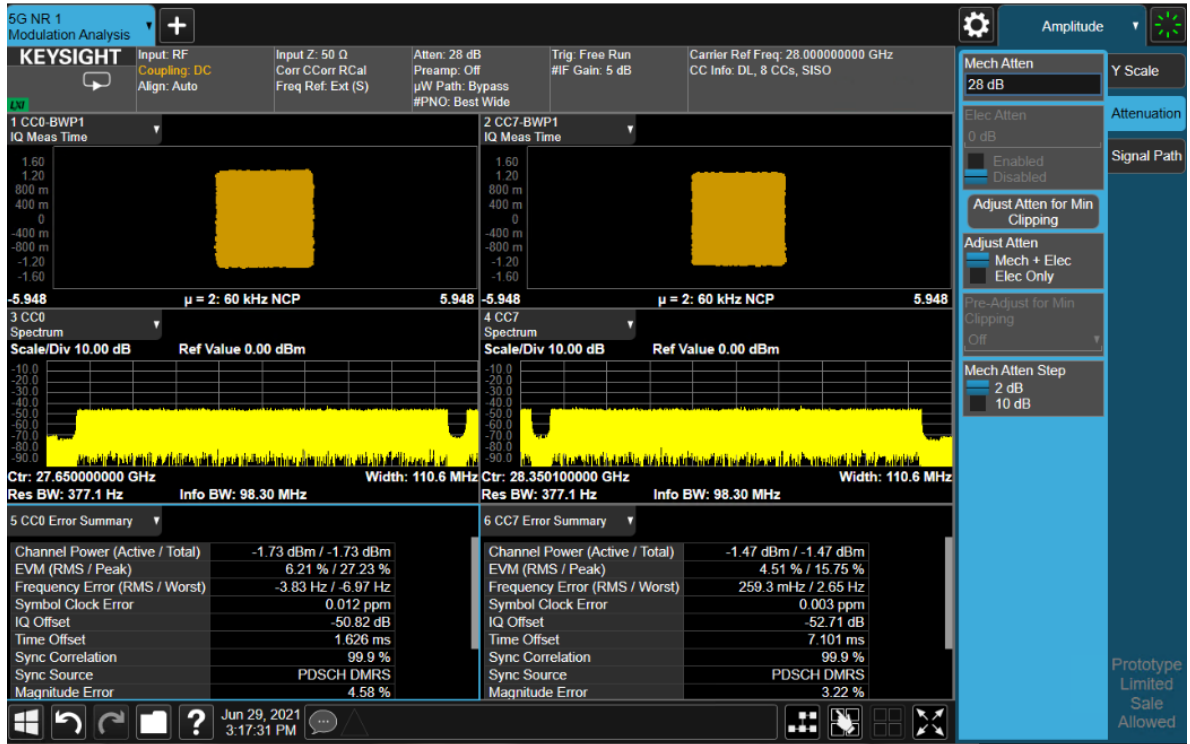 5G NR 1
Modulation Analysis
Amplitude
KEYSIGHT
LXI
Input: RF
Coupling: DC
Align: Auto
Input Z: 50 Ω
Corr CCorr RCal
Freq Ref: Ext (S)
Atten: 28 dB
Preamp: Off
µW Path: Bypass
#PNO: Best Wide
Trig: Free Run
#IF Gain: 5 dB
Carrier Ref Freq: 28.000000000 GHz
CC Info: DL, 8 CCs, SISO
1 CC0-BWP1
IQ Meas Time
1.60
1.20
800 m
400 m
0
-400 m
-800 m
-1.20
-1.60
-5.948 µ = 2: 60 kHz NCP 5.948
2 CC7-BWP1
IQ Meas Time
1.60
1.20
800 m
400 m
0
-400 m
-800 m
-1.20
-1.60
-5.948 µ = 2: 60 kHz NCP 5.948
3 CC0
Spectrum
Scale/Div 10.00 dB Ref Value 0.00 dBm
-10.0
-20.0
-30.0
-40.0
-50.0
-60.0
-70.0
-80.0
-90.0
Ctr: 27.650000000 GHz Width: 110.6 MHz
Res BW: 377.1 Hz Info BW: 98.30 MHz
4 CC7
Spectrum
Scale/Div 10.00 dB Ref Value 0.00 dBm
-10.0
-20.0
-30.0
-40.0
-50.0
-60.0
-70.0
-80.0
-90.0
Ctr: 28.350100000 GHz Width: 110.6 MHz
Res BW: 377.1 Hz Info BW: 98.30 MHz
5 CC0 Error Summary
Channel Power (Active / Total) -1.73 dBm / -1.73 dBm
EVM (RMS / Peak) 6.21 % / 27.23 %
Frequency Error (RMS / Worst) -3.83 Hz / -6.97 Hz
Symbol Clock Error 0.012 ppm
IQ Offset -50.82 dB
Time Offset 1.626 ms
Sync Correlation 99.9 %
Sync Source PDSCH DMRS
Magnitude Error 4.58 %
6 CC7 Error Summary
Channel Power (Active / Total) -1.47 dBm / -1.47 dBm
EVM (RMS / Peak) 4.51 % / 15.75 %
Frequency Error (RMS / Worst) 259.3 mHz / 2.65 Hz
Symbol Clock Error 0.003 ppm
IQ Offset -52.71 dB
Time Offset 7.101 ms
Sync Correlation 99.9 %
Sync Source PDSCH DMRS
Magnitude Error 3.22 %
Mech Atten
28 dB
Elec Atten
0 dB
Enabled
Disabled
Adjust Atten for Min
Clipping
Adjust Atten
Mech + Elec
Elec Only
Pre-Adjust for Min
Clipping
Off
Mech Atten Step
2 dB
10 dB
Y Scale
Attenuation
Signal Path
Prototype
Limited
Sale
Allowed
?
Jun 29, 2021
3:17:31 PM